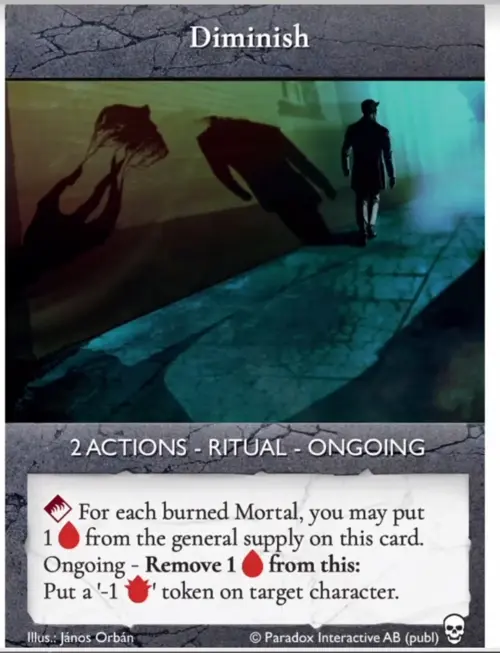 Diminish
2 ACTIONS - RITUAL - ONGOING
For each burned Mortal, you may put
1 from the general supply on this card.
Ongoing - Remove 1 from this:
Put a '-1 ' token on target character.
Illus.: János Orbán © Paradox Interactive AB (publ)